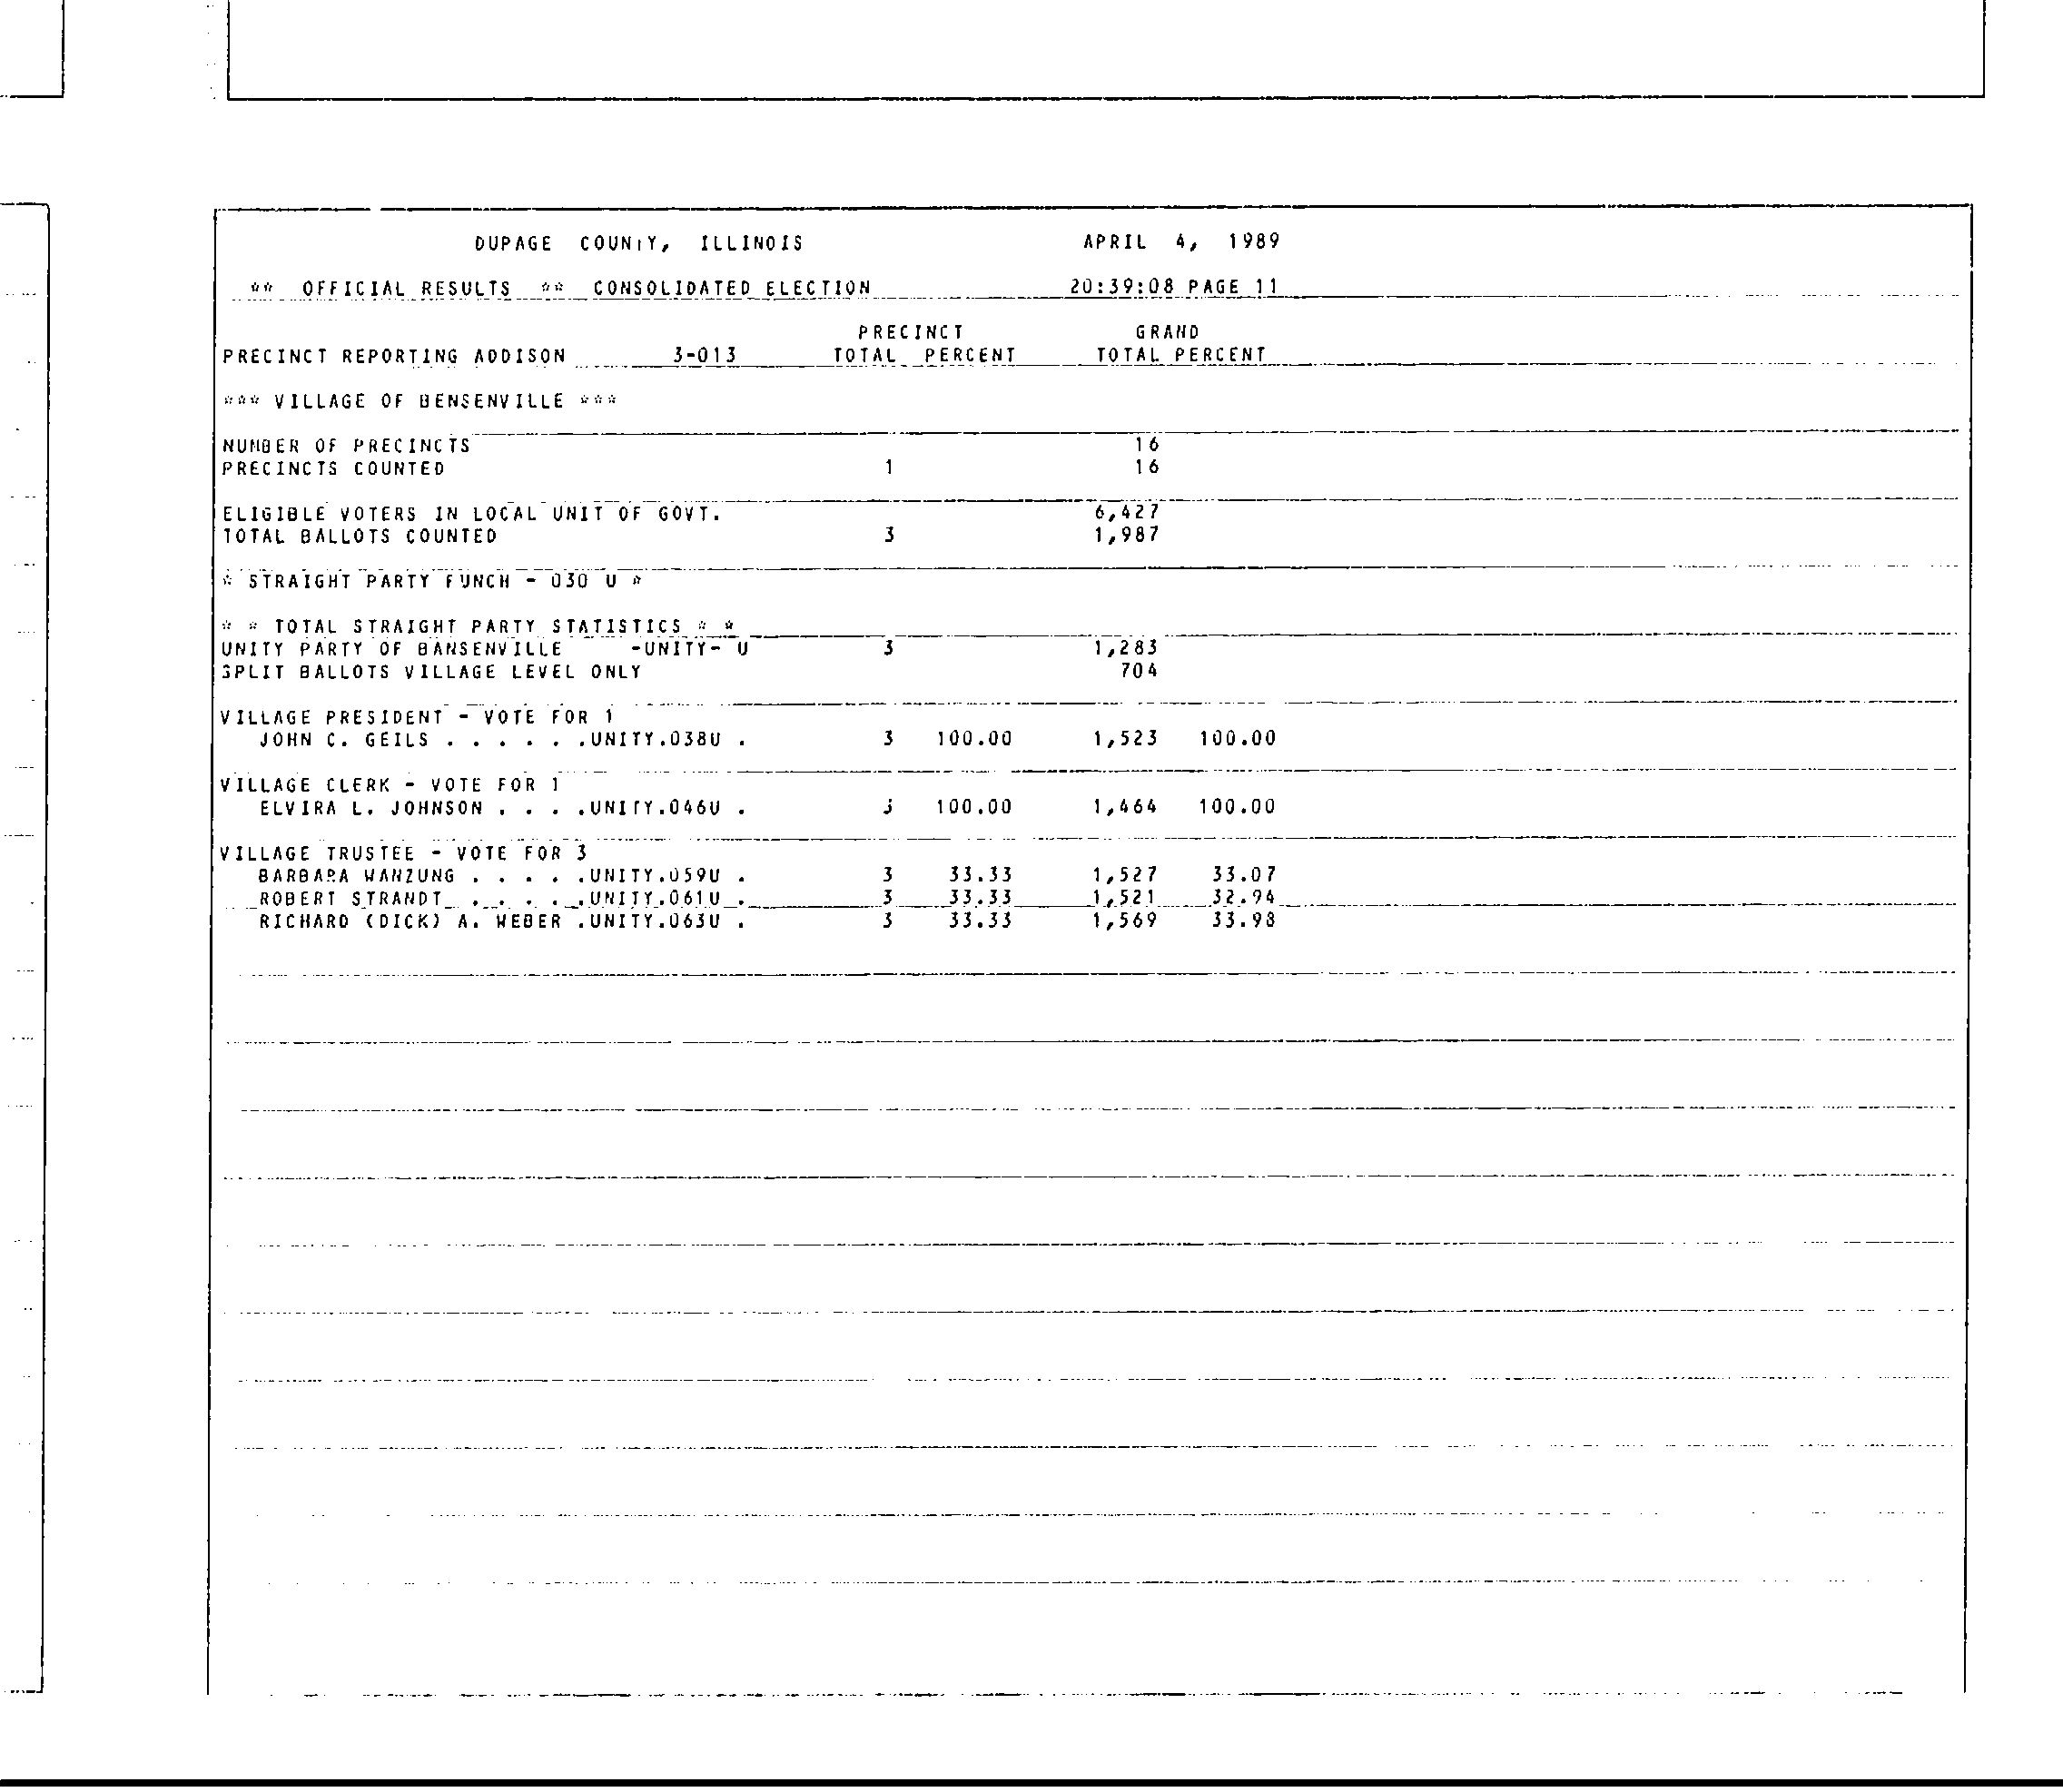 DUPAGE COUNTY, ILLINOIS APRIL 4, 1989
** OFFICIAL RESULTS ** CONSOLIDATED ELECTION 20:39:08 PAGE 11
PRECINCT GRAND
PRECINCT REPORTING ADDISON 3-013 TOTAL PERCENT TOTAL PERCENT
*** VILLAGE OF BENSENVILLE ***
NUMBER OF PRECINCTS 16
PRECINCTS COUNTED 1 16
ELIGIBLE VOTERS IN LOCAL UNIT OF GOVT. 6,427
TOTAL BALLOTS COUNTED 3 1,987
* STRAIGHT PARTY PUNCH - 030 U *
* * TOTAL STRAIGHT PARTY STATISTICS * *
UNITY PARTY OF BANSENVILLE -UNITY- U 3 1,283
SPLIT BALLOTS VILLAGE LEVEL ONLY 704
VILLAGE PRESIDENT - VOTE FOR 1
JOHN C. GEILS . . . . . .UNITY.038U . 3 100.00 1,523 100.00
VILLAGE CLERK - VOTE FOR 1
ELVIRA L. JOHNSON . . . .UNITY.046U . 3 100.00 1,464 100.00
VILLAGE TRUSTEE - VOTE FOR 3
BARBARA WANZUNG . . . . .UNITY.059U . 3 33.33 1,527 33.07
ROBERT STRANDT . . . . .UNITY.061U . 3 33.33 1,521 32.94
RICHARD (DICK) A. WEBER .UNITY.063U . 3 33.33 1,569 33.98